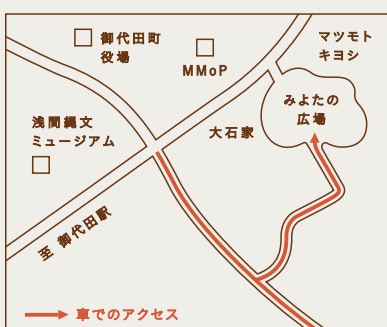 御代田町
役場
MMoP
マツモト
キヨシ
みよたの
広場
浅間縄文
ミュージアム
大石家
至 御代田駅
車でのアクセス